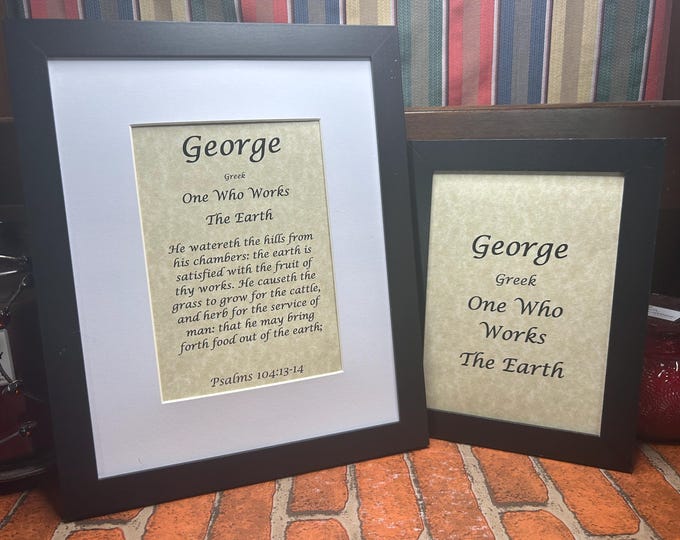 George
Greek
One Who Works
The Earth
He watereth the hills from
his chambers: the earth is
satisfied with the fruit of
thy works. He causeth the
grass to grow for the cattle,
and herb for the service of
man: that he may bring
forth food out of the earth;
Psalms 104:13-14
George
Greek
One Who
Works
The Earth